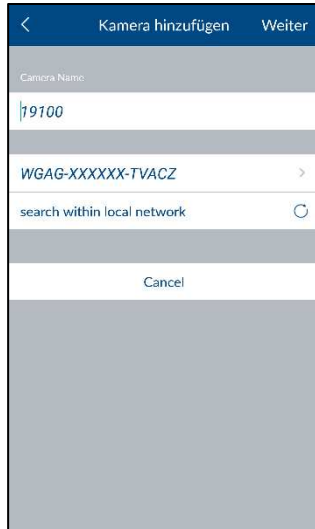 Kamera hinzufügen Weiter
Camera Name
19100
WGAG-XXXXXX-TVACZ
search within local network
Cancel